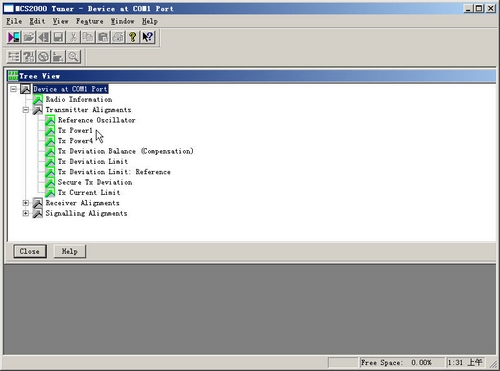 MCS2000 Tuner - Device at COM1 Port
File Edit View Feature Window Help
Tree View
Device at COM1 Port
Radio Information
Transmitter Alignments
Reference Oscillator
Tx Power1
Tx Power4
Tx Deviation Balance (Compensation)
Tx Deviation Limit
Tx Deviation Limit: Reference
Secure Tx Deviation
Tx Current Limit
Receiver Alignments
Signalling Alignments
Close Help
Free Space: 0.00% 1:31 上午